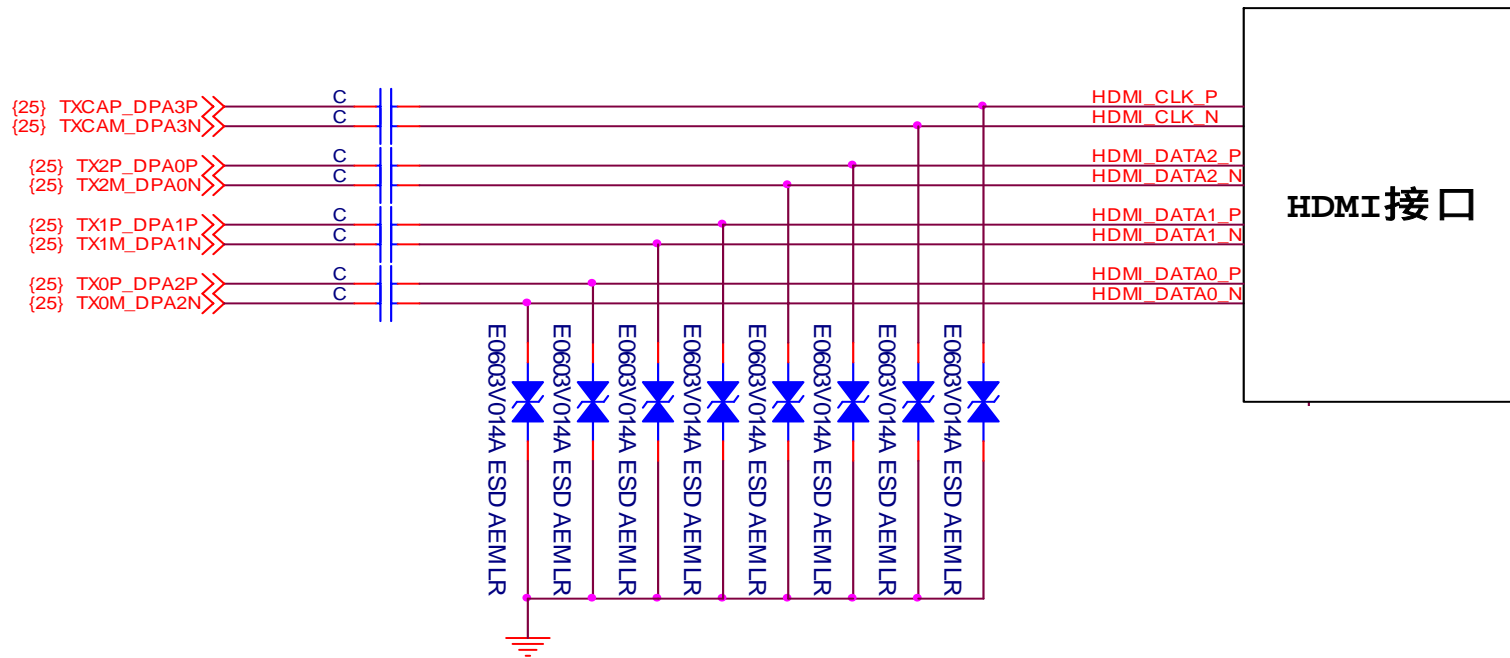 {25} TXCAP_DPA3P C HDMI_CLK_P
{25} TXCAM_DPA3N C HDMI_CLK_N
{25} TX2P_DPA0P C HDMI_DATA2_P
{25} TX2M_DPA0N C HDMI_DATA2_N
{25} TX1P_DPA1P C HDMI_DATA1_P
{25} TX1M_DPA1N C HDMI_DATA1_N
{25} TX0P_DPA2P C HDMI_DATA0_P
{25} TX0M_DPA2N C HDMI_DATA0_N
HDMI接口
E0603V014A ESD AEMLR
E0603V014A ESD AEMLR
E0603V014A ESD AEMLR
E0603V014A ESD AEMLR
E0603V014A ESD AEMLR
E0603V014A ESD AEMLR
E0603V014A ESD AEMLR
E0603V014A ESD AEMLR